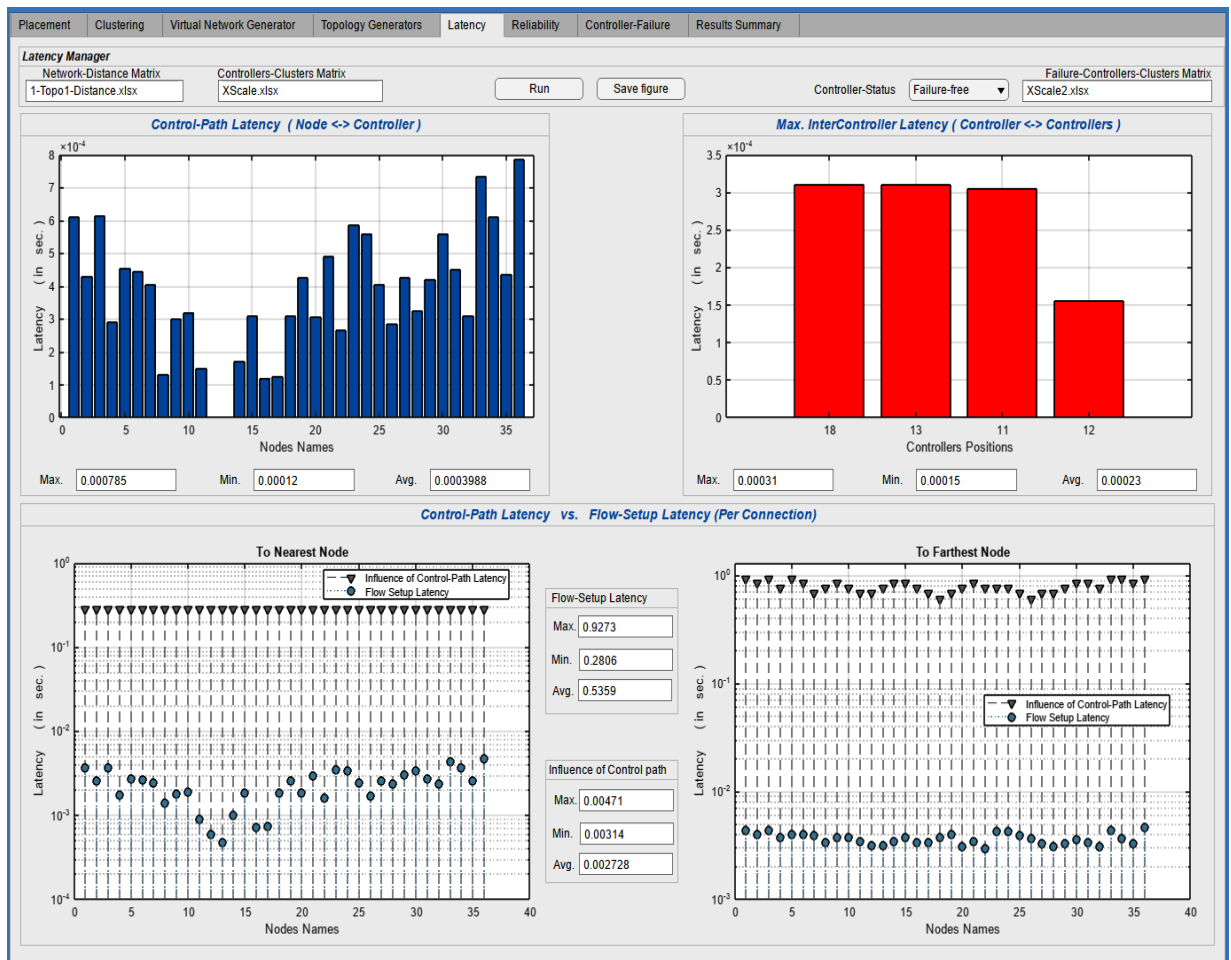 Placement Clustering Virtual Network Generator Topology Generators Latency Reliability Controller-Failure Results Summary
Latency Manager
Network-Distance Matrix
1-Topo1-Distance.xlsx
Controllers-Clusters Matrix
XScale.xlsx
Run
Save figure
Controller-Status
Failure-free
Failure-Controllers-Clusters Matrix
XScale2.xlsx
Control-Path Latency ( Node <-> Controller )
×10-4
8
7
6
5
4
3
2
1
0
Latency (in sec.)
0 5 10 15 20 25 30 35
Nodes Names
Max. 0.000785 Min. 0.00012 Avg. 0.0003988
Max. InterController Latency ( Controller <-> Controllers )
×10-4
3.5
3
2.5
2
1.5
1
0.5
0
Latency (in sec.)
18 13 11 12
Controllers Positions
Max. 0.00031 Min. 0.00015 Avg. 0.00023
Control-Path Latency vs. Flow-Setup Latency (Per Connection)
To Nearest Node
100
10-1
10-2
10-3
10-4
Latency (in sec.)
Influence of Control-Path Latency
Flow Setup Latency
0 5 10 15 20 25 30 35 40
Nodes Names
Flow-Setup Latency
Max. 0.9273
Min. 0.2806
Avg. 0.5359
Influence of Control path
Max. 0.00471
Min. 0.00314
Avg. 0.002728
To Farthest Node
100
10-1
10-2
10-3
Latency (in sec.)
Influence of Control-Path Latency
Flow Setup Latency
0 5 10 15 20 25 30 35 40
Nodes Names